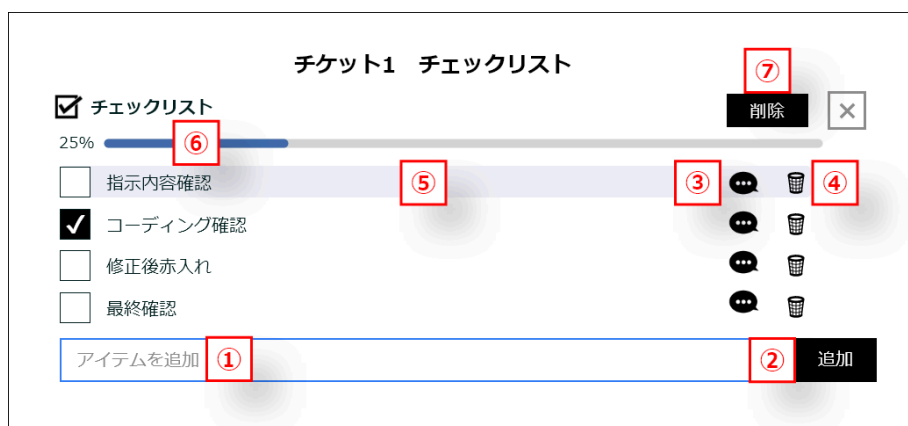 チケット1 チェックリスト
⑦
チェックリスト 削除 ×
25% ⑥
指示内容確認 ⑤ ③ ④
コーディング確認
修正後赤入れ
最終確認
アイテムを追加 ① ② 追加